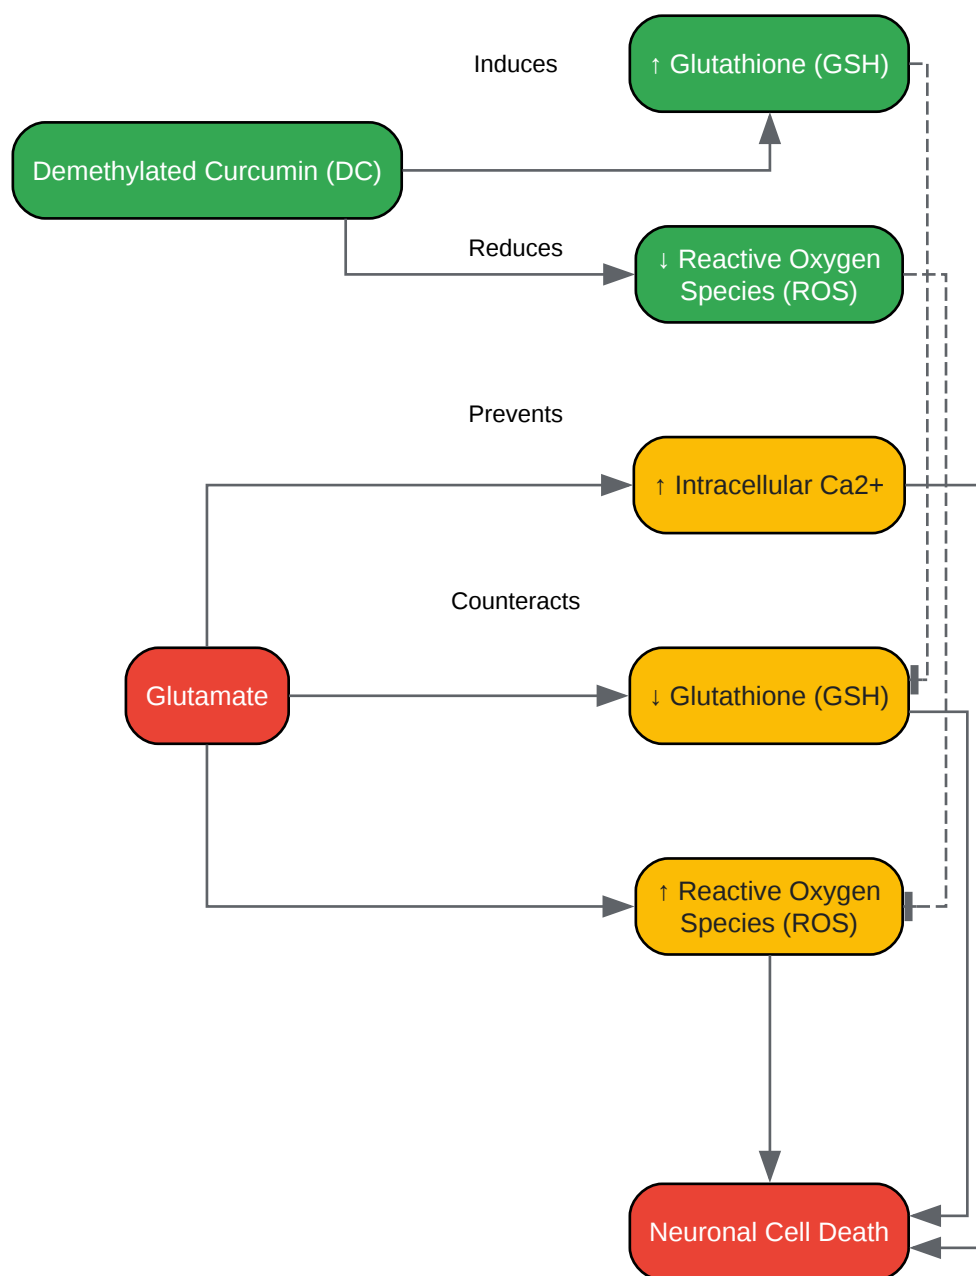 Induces
↑ Glutathione (GSH)
Demethylated Curcumin (DC)
Reduces
↓ Reactive Oxygen
Species (ROS)
Prevents
↑ Intracellular Ca2+
Counteracts
Glutamate
↓ Glutathione (GSH)
↑ Reactive Oxygen
Species (ROS)
Neuronal Cell Death